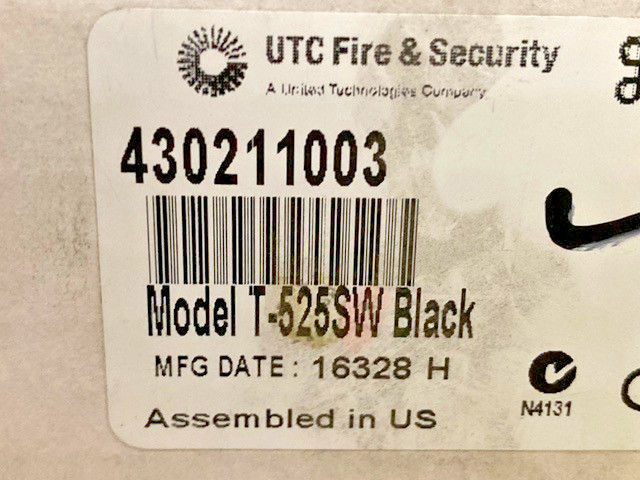 UTC Fire & Security
A United Technologies Company
430211003
Model T-525SW Black
MFG DATE : 16328 H
N4131
Assembled in US